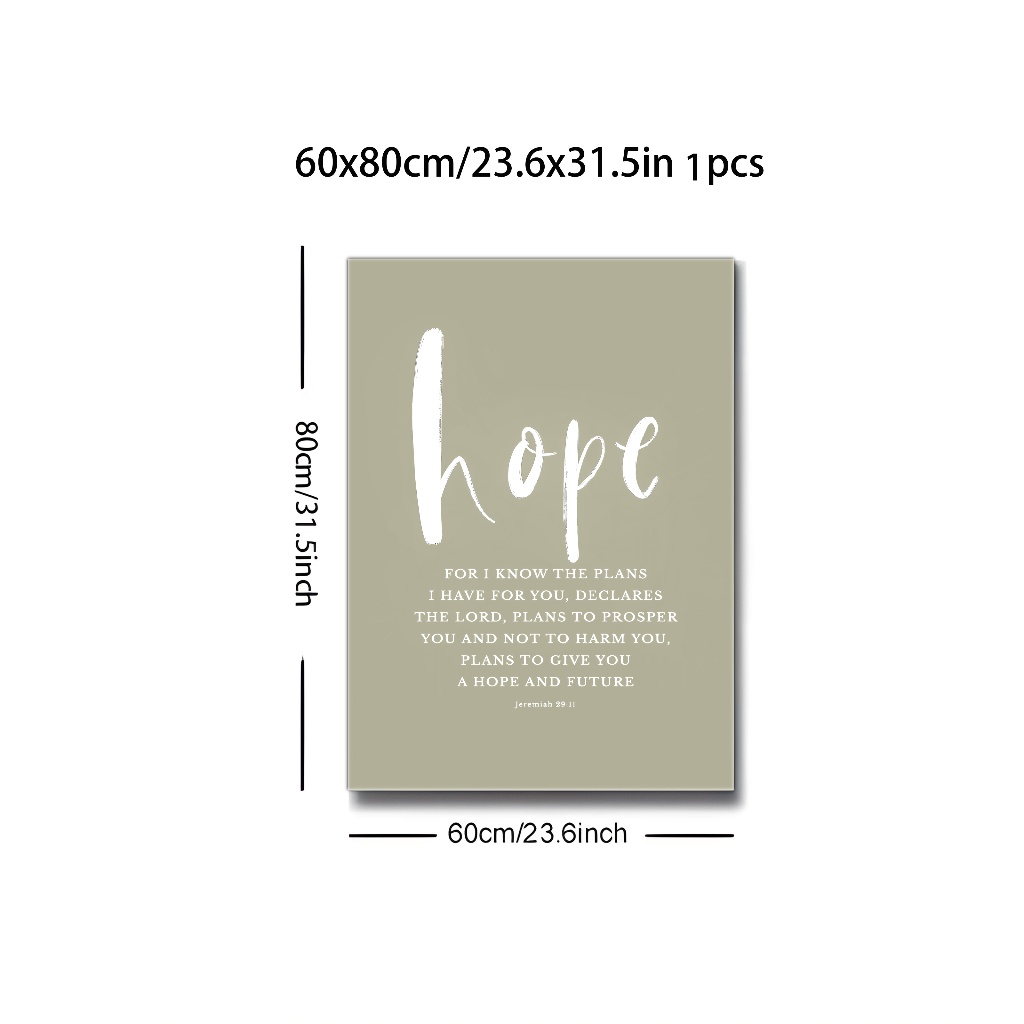 60x80cm/23.6x31.5in 1pcs
80cm/31.5inch
hope
FOR I KNOW THE PLANS
I HAVE FOR YOU, DECLARES
THE LORD, PLANS TO PROSPER
YOU AND NOT TO HARM YOU,
PLANS TO GIVE YOU
A HOPE AND FUTURE
Jeremiah 29:11
60cm/23.6inch